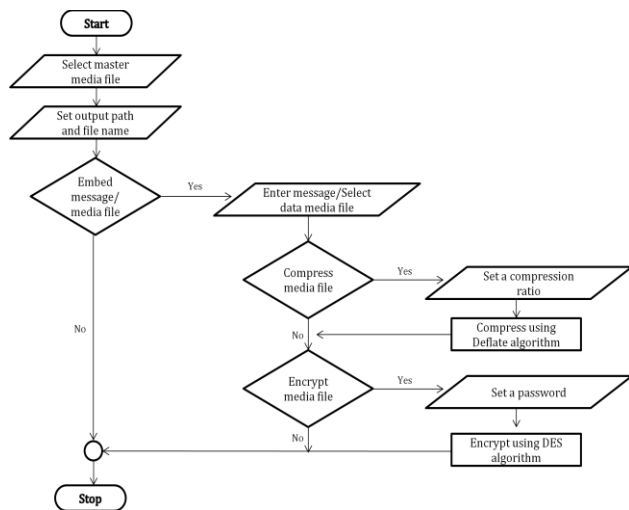 Start
Select master
media file
Set output path
and file name
Embed
message/
media file
Yes
Enter message/Select
data media file
Compress
media file
Yes
Set a compression
ratio
No
No
Compress using
Deflate algorithm
Encrypt
media file
Yes
Set a password
No
Encrypt using DES
algorithm
Stop